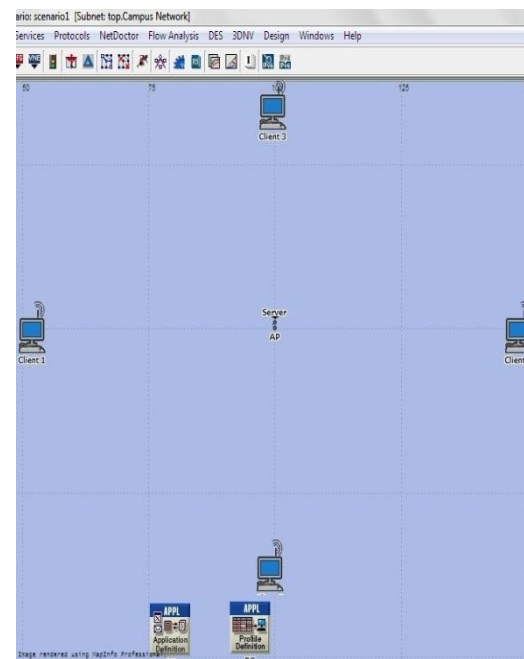 ario: scenario1 [Subnet: top.Campus Network]
Services Protocols NetDoctor Flow Analysis DES 3DNV Design Windows Help
50 75 100 125
Client 3
Server
AP
Client 1
Client
APPL
Application
Definition
APPL
Profile
Definition
Image rendered using MapInfo Professional